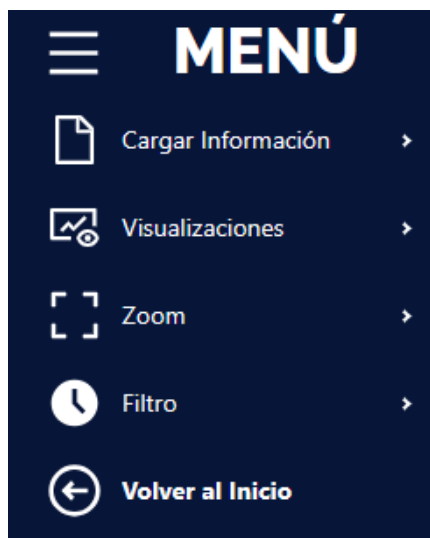 MENÚ
Cargar Información
Visualizaciones
Zoom
Filtro
Volver al Inicio